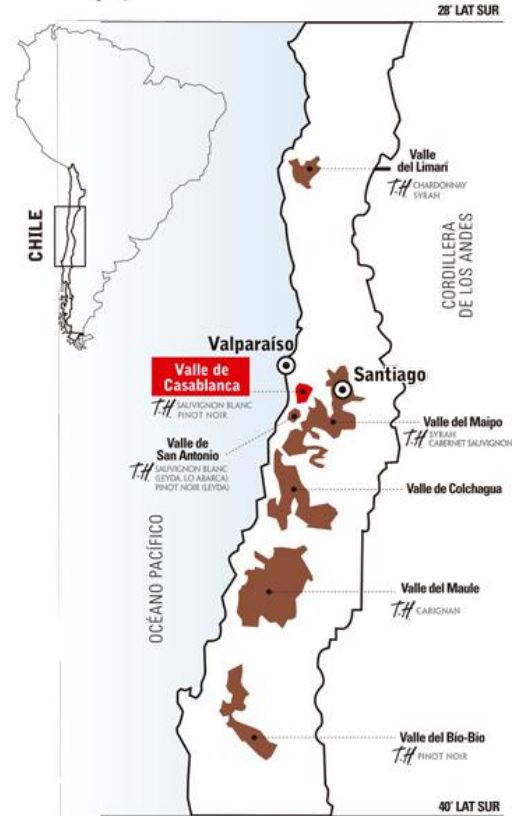 28° LAT SUR
Valle
del Limarí
T.H. CHARDONNAY
SYRAH
CHILE
CORDILLERA
DE LOS ANDES
Valparaíso
Valle de
Casablanca
T.H. SAUVIGNON BLANC
PINOT NOIR
Santiago
Valle de
San Antonio
T.H. SAUVIGNON BLANC
(LEYDA, LO ABARCA)
PINOT NOIR (LEYDA)
Valle del Maipo
T.H. SYRAH
CABERNET SAUVIGNON
Valle de Colchagua
OCÉANO PACÍFICO
Valle del Maule
T.H. CARIGNAN
Valle del Bío-Bío
T.H. PINOT NOIR
40° LAT SUR